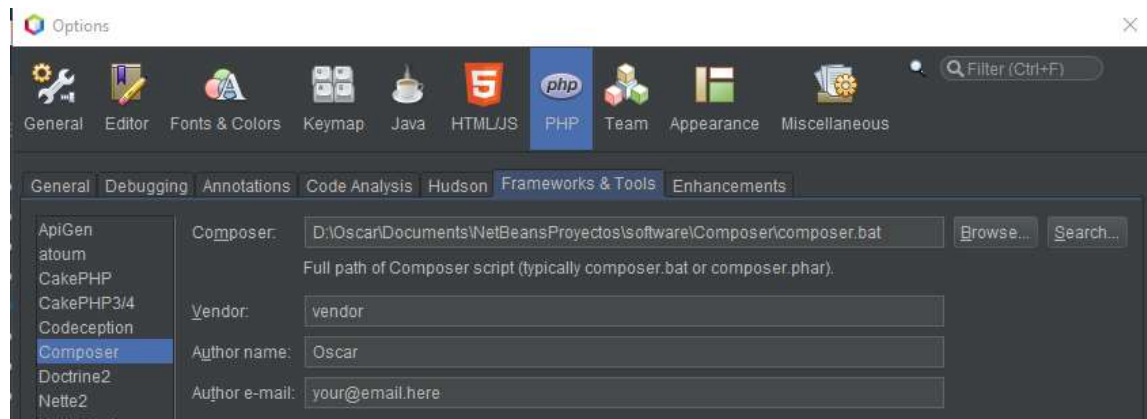 Options
Filter (Ctrl+F)
General Editor Fonts & Colors Keymap Java HTML/JS PHP Team Appearance Miscellaneous
General Debugging Annotations Code Analysis Hudson Frameworks & Tools Enhancements
ApiGen
atoum
CakePHP
CakePHP3/4
Codeception
Composer
Doctrine2
Nette2
Composer: D:\Oscar\Documents\NetBeansProyectos\software\Composer\composer.bat Browse... Search...
Full path of Composer script (typically composer.bat or composer.phar).
Vendor: vendor
Author name: Oscar
Author e-mail: your@email.here